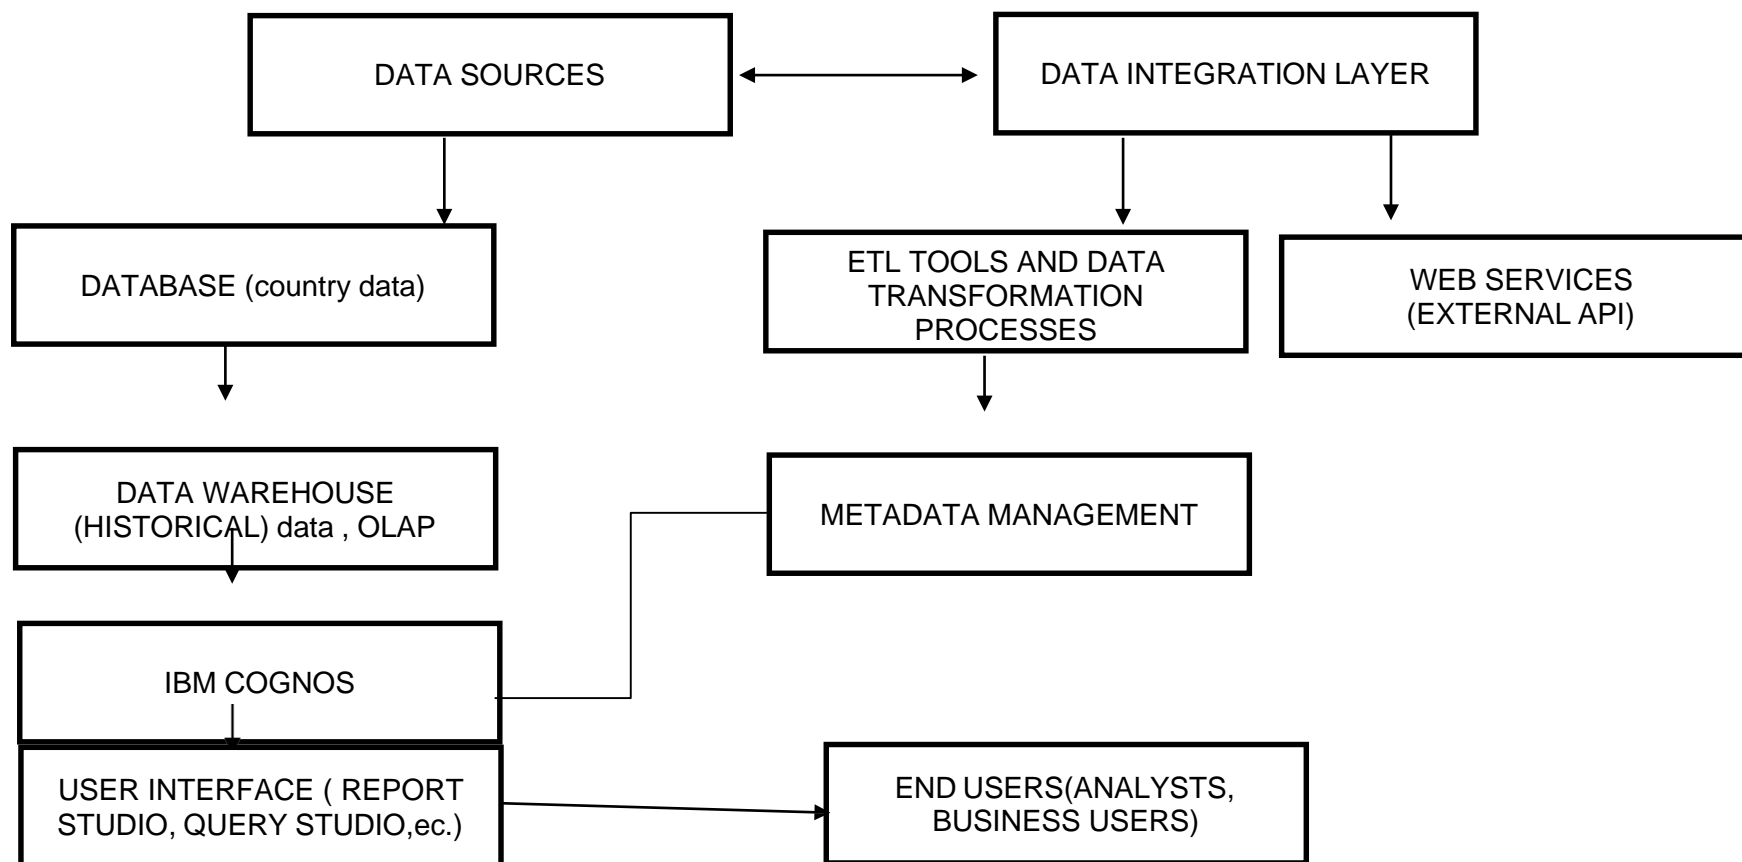 DATA SOURCES
DATA INTEGRATION LAYER
DATABASE (country data)
ETL TOOLS AND DATA
TRANSFORMATION
PROCESSES
WEB SERVICES
(EXTERNAL API)
DATA WAREHOUSE
(HISTORICAL) data , OLAP
METADATA MANAGEMENT
IBM COGNOS
USER INTERFACE ( REPORT
STUDIO, QUERY STUDIO,ec.)
END USERS(ANALYSTS,
BUSINESS USERS)